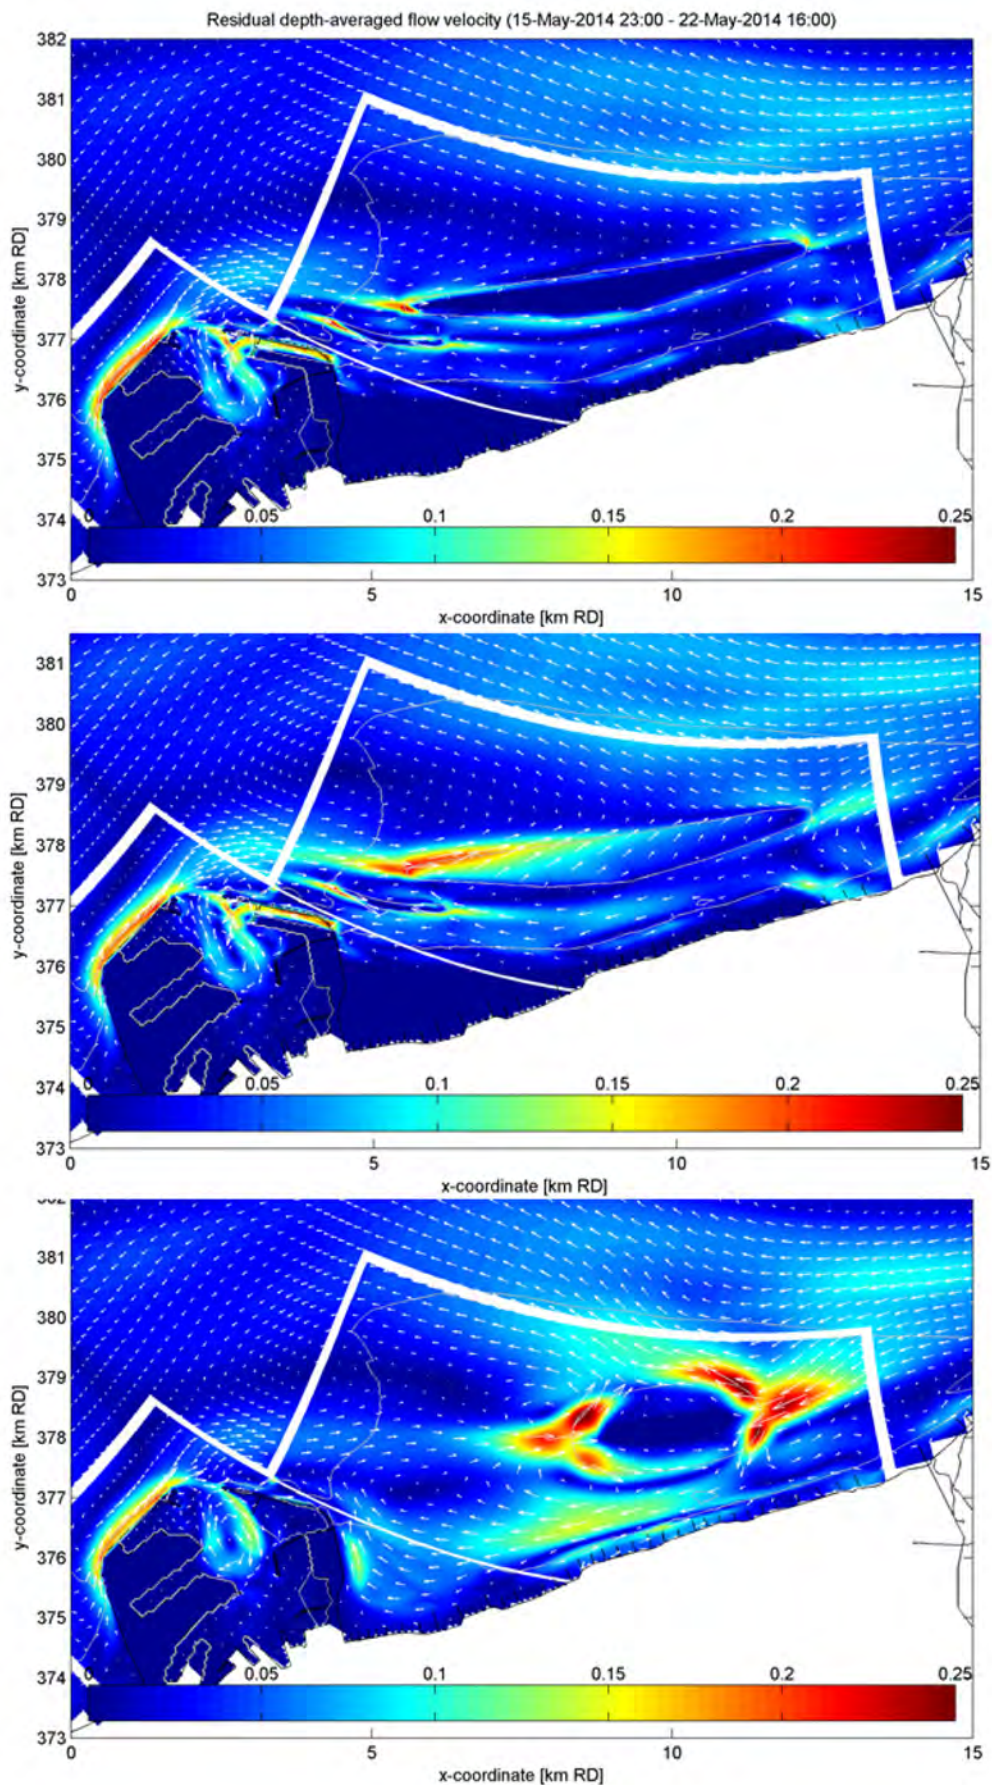 Residual depth-averaged flow velocity (15-May-2014 23:00 - 22-May-2014 16:00)
382
381
380
379
378
377
376
375
374
373
y-coordinate [km RD]
0 0.05 0.1 0.15 0.2 0.25
0 5 10 15
x-coordinate [km RD]
381
380
379
378
377
376
375
374
373
y-coordinate [km RD]
0 0.05 0.1 0.15 0.2 0.25
0 5 10 15
x-coordinate [km RD]
382
381
380
379
378
377
376
375
374
373
y-coordinate [km RD]
0 0.05 0.1 0.15 0.2 0.25
0 5 10 15
x-coordinate [km RD]